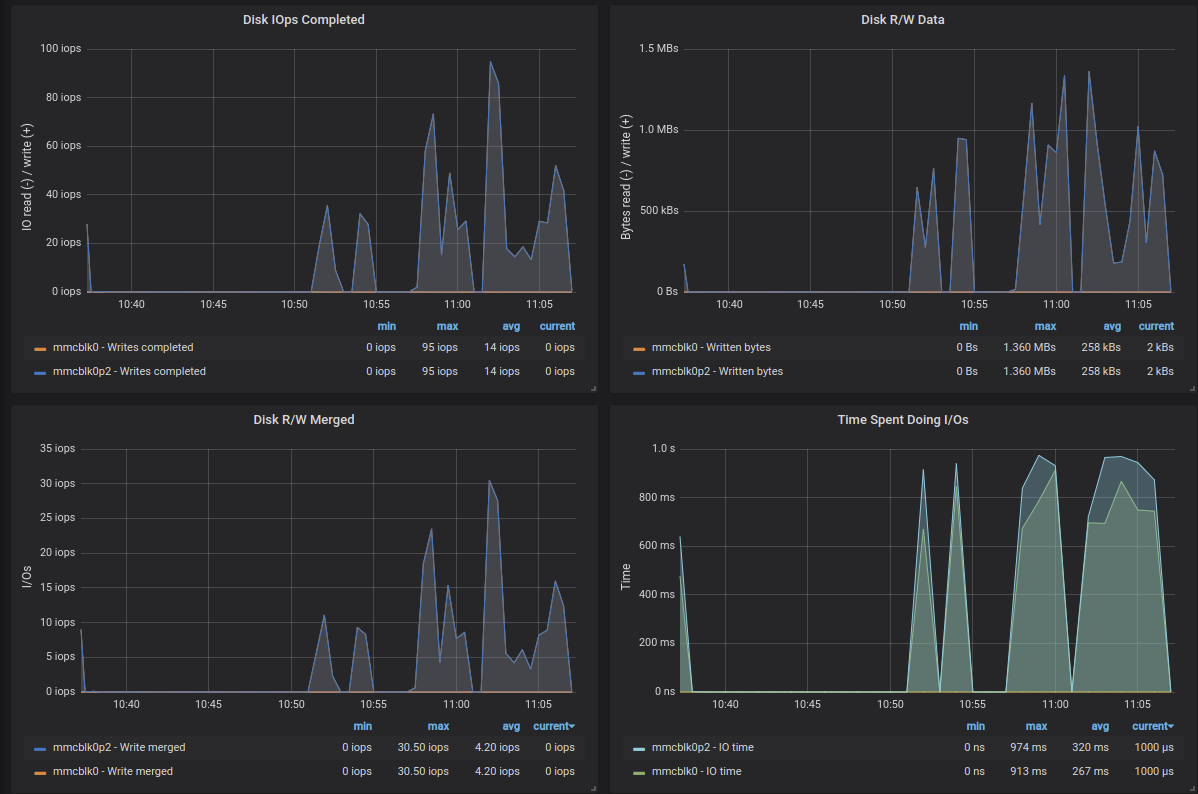 Disk IOps Completed
IO read (-) / write (+)
100 iops
80 iops
60 iops
40 iops
20 iops
0 iops
10:40 10:45 10:50 10:55 11:00 11:05
min max avg current
mmcblk0 - Writes completed 0 iops 95 iops 14 iops 0 iops
mmcblk0p2 - Writes completed 0 iops 95 iops 14 iops 0 iops
Disk R/W Data
Bytes read (-) / write (+)
1.5 MBs
1.0 MBs
500 kBs
0 Bs
10:40 10:45 10:50 10:55 11:00 11:05
min max avg current
mmcblk0 - Written bytes 0 Bs 1.360 MBs 258 kBs 2 kBs
mmcblk0p2 - Written bytes 0 Bs 1.360 MBs 258 kBs 2 kBs
Disk R/W Merged
I/Os
35 iops
30 iops
25 iops
20 iops
15 iops
10 iops
5 iops
0 iops
10:40 10:45 10:50 10:55 11:00 11:05
min max avg current
mmcblk0p2 - Write merged 0 iops 30.50 iops 4.20 iops 0 iops
mmcblk0 - Write merged 0 iops 30.50 iops 4.20 iops 0 iops
Time Spent Doing I/Os
Time
1.0 s
800 ms
600 ms
400 ms
200 ms
0 ns
10:40 10:45 10:50 10:55 11:00 11:05
min max avg current
mmcblk0p2 - IO time 0 ns 974 ms 320 ms 1000 µs
mmcblk0 - IO time 0 ns 913 ms 267 ms 1000 µs